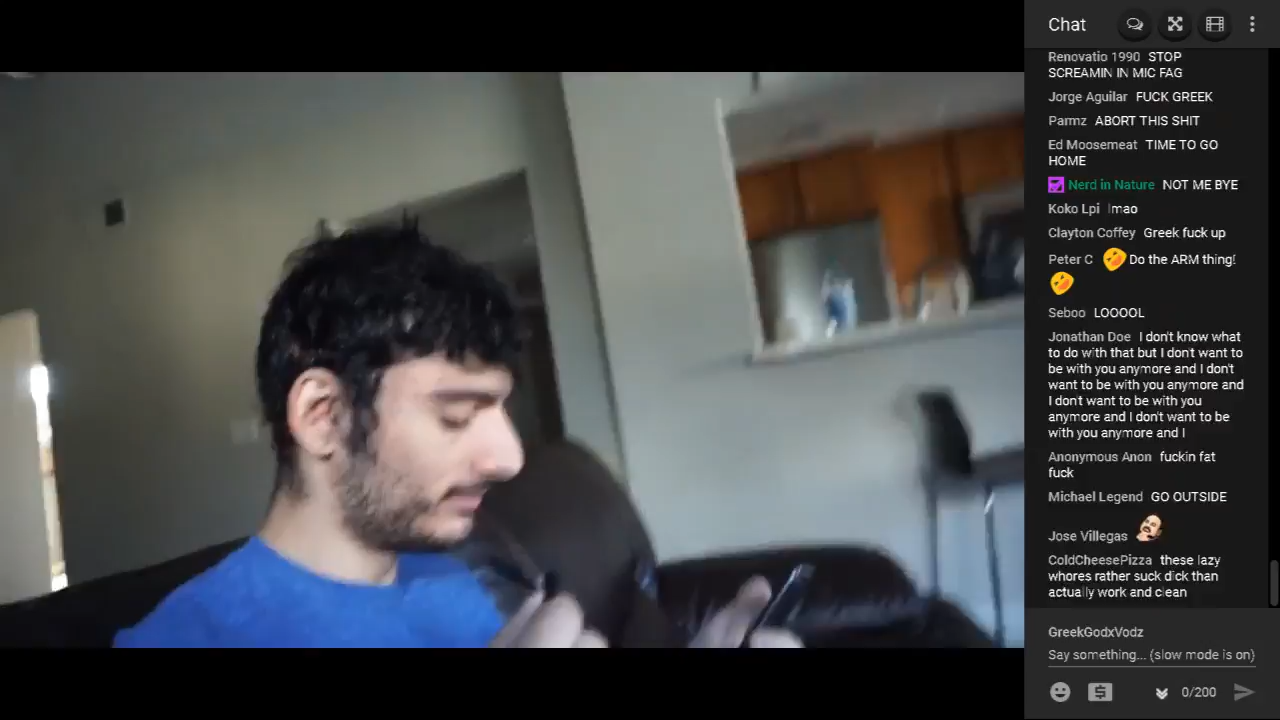 Chat
Renovatio 1990 STOP
SCREAMIN IN MIC FAG
Jorge Aguilar FUCK GREEK
Parmz ABORT THIS SHIT
Ed Moosemeat TIME TO GO
HOME
Nerd in Nature NOT ME BYE
Koko Lpi lmao
Clayton Coffey Greek fuck up
Peter C Do the ARM thing!
Seboo LOOOOL
Jonathan Doe I don't know what
to do with that but I don't want to
be with you anymore and I don't
want to be with you anymore and
I don't want to be with you
anymore and I don't want to be
with you anymore and I
Anonymous Anon fuckin fat
fuck
Michael Legend GO OUTSIDE
Jose Villegas
ColdCheesePizza these lazy
whores rather suck dick than
actually work and clean
GreekGodxVodz
Say something... (slow mode is on)
0/200